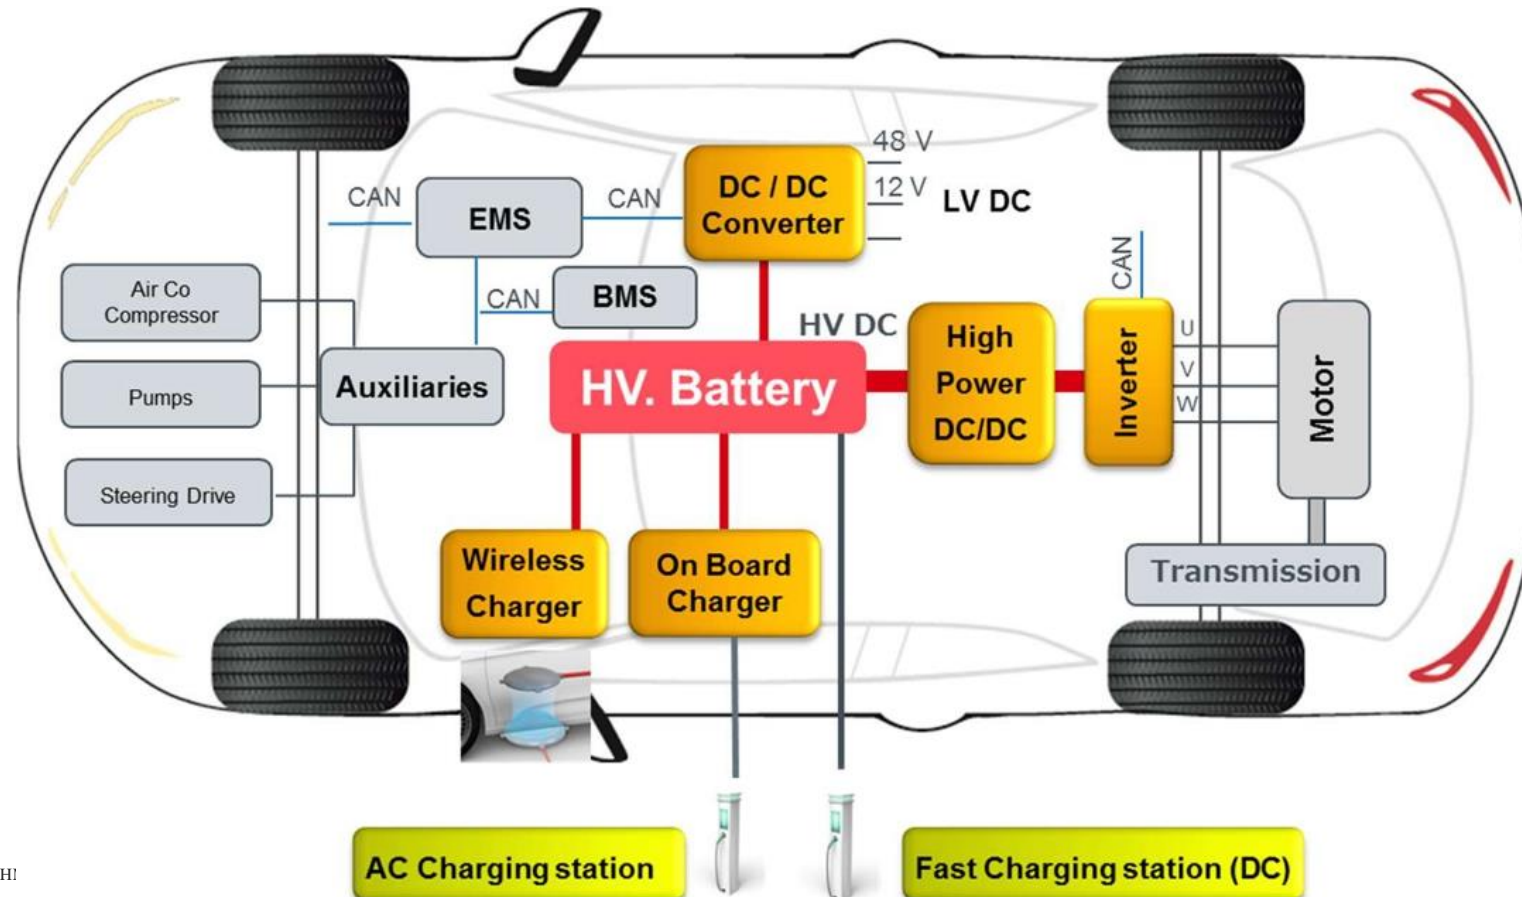 48 V
CAN
EMS
CAN
DC / DC
Converter
12 V
LV DC
Air Co
Compressor
CAN
BMS
CAN
HV DC
High
Power
DC/DC
Inverter
U
V
W
Motor
Pumps
Auxiliaries
HV. Battery
Steering Drive
Wireless
Charger
On Board
Charger
Transmission
AC Charging station
Fast Charging station (DC)